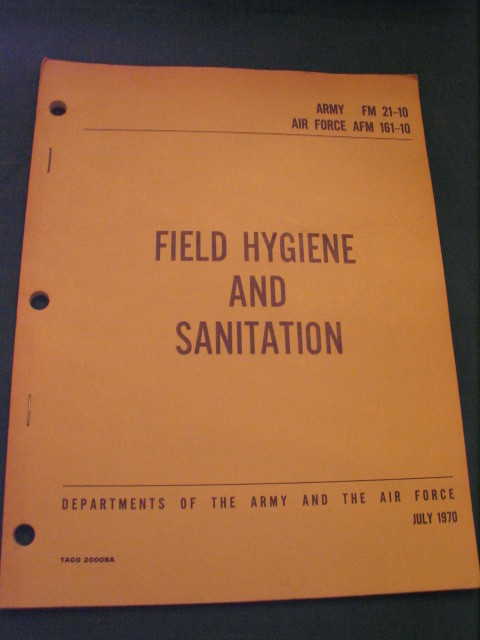 ARMY FM 21-10
AIR FORCE AFM 161-10
FIELD HYGIENE
AND
SANITATION
DEPARTMENTS OF THE ARMY AND THE AIR FORCE
JULY 1970
TAGO 20008A